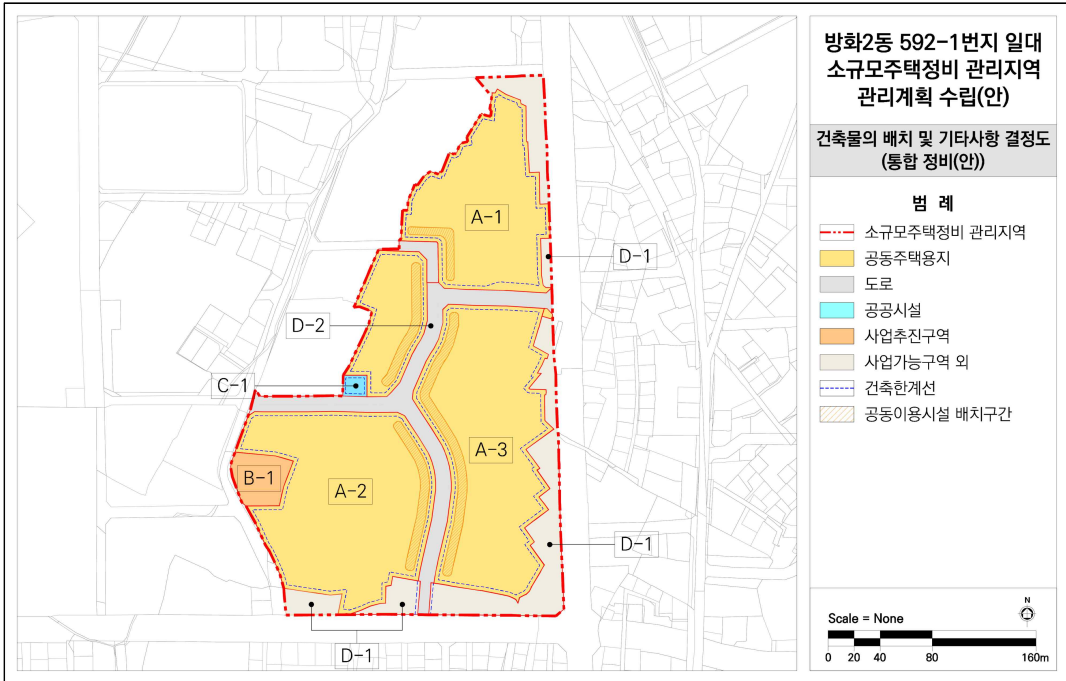 방화2동 592-1번지 일대
소규모주택정비 관리지역
관리계획 수립(안)
건축물의 배치 및 기타사항 결정도
(통합 정비(안))
범 례
소규모주택정비 관리지역
공동주택용지
도로
공공시설
사업추진구역
사업가능구역 외
건축한계선
공동이용시설 배치구간
A-1
D-1
D-2
C-1
A-3
B-1
A-2
D-1
D-1
Scale = None
N
0 20 40 80 160m